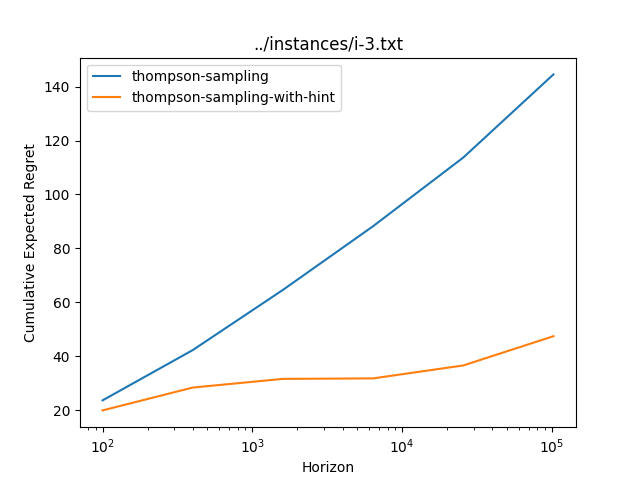 ../instances/i-3.txt
thompson-sampling
thompson-sampling-with-hint
Cumulative Expected Regret
140
120
100
80
60
40
20
10²
10³
10⁴
10⁵
Horizon